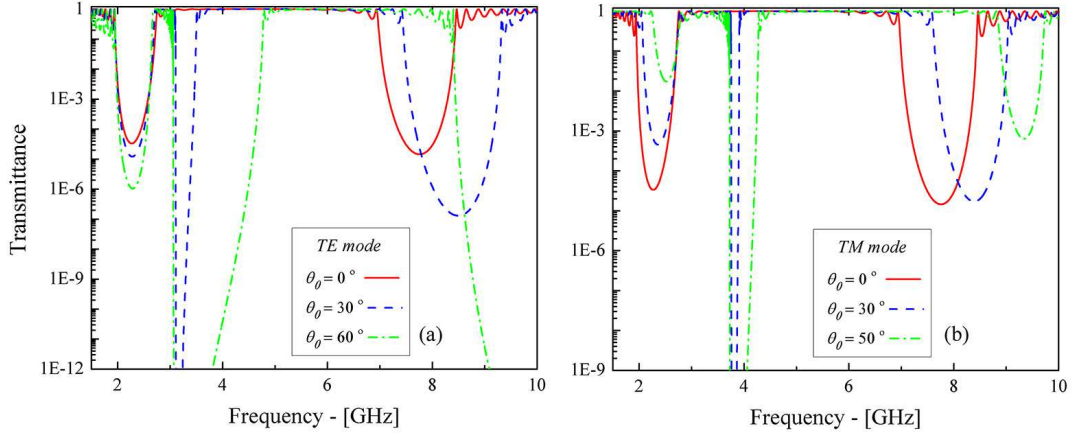 Transmittance
1
1E-3
1E-6
1E-9
1E-12
2
4
6
8
10
Frequency - [GHz]
TE mode
θ₀ = 0 °
θ₀ = 30 °
θ₀ = 60 °
(a)
1
1E-3
1E-6
1E-9
2
4
6
8
10
Frequency - [GHz]
TM mode
θ₀ = 0 °
θ₀ = 30 °
θ₀ = 50 °
(b)